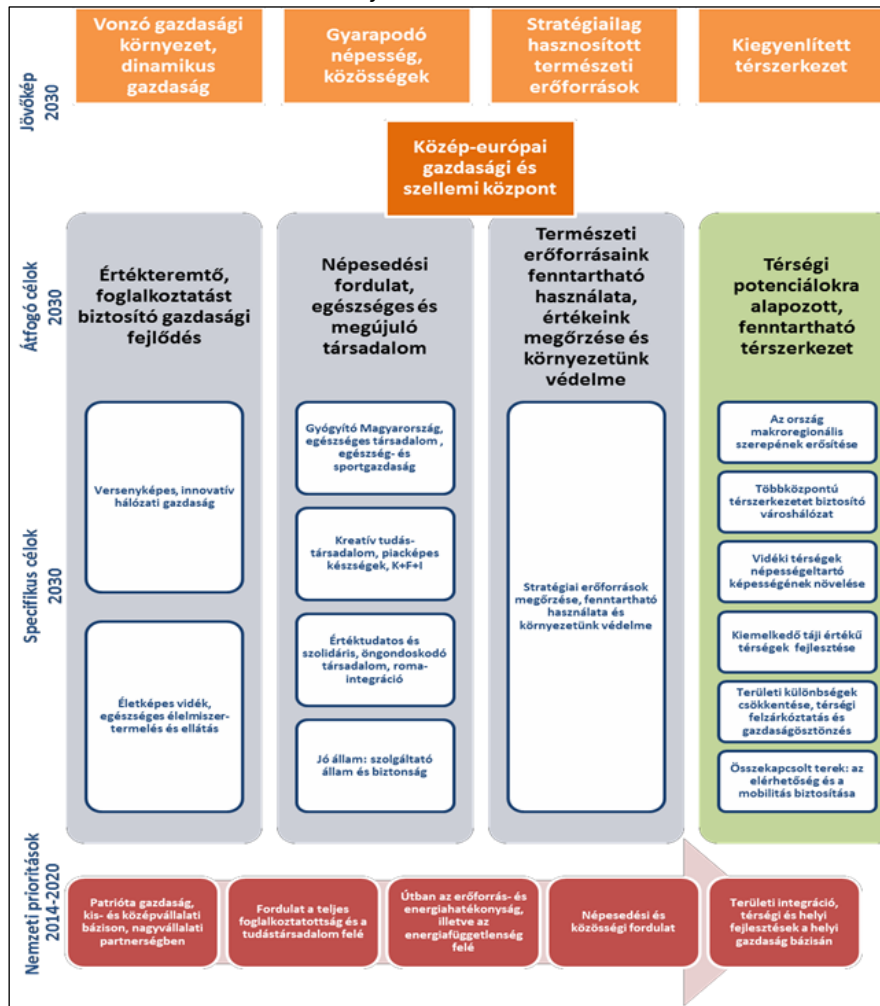 Vonzó gazdasági
környezet,
dinamikus
gazdaság
Gyarapodó
népesség,
közösségek
Stratégiailag
hasznosított
természeti
erőforrások
Kiegyenlített
térszerkezet
Jövőkép
2030
Közép-európai
gazdasági és
szellemi központ
Átfogó célok
2030
Értékteremtő,
foglalkoztatást
biztosító gazdasági
fejlődés
Népesedési
fordulat,
egészséges és
megújuló
társadalom
Természeti
erőforrásaink
fenntartható
használata,
értékeink
megőrzése és
környezetünk
védelme
Térségi
potenciálokra
alapozott,
fenntartható
térszerkezet
Specifikus célok
2030
Versenyképes, innovatív
hálózati gazdaság
Életképes vidék,
egészséges élelmiszer-
termelés és ellátás
Gyógyító Magyarország,
egészséges társadalom ,
egészség- és
sportgazdaság
Kreatív tudás-
társadalom, piacképes
készségek, K+F+I
Értéktudatos és
szolidáris, öngondoskodó
társadalom, roma-
integráció
Jó állam: szolgáltató
állam és biztonság
Stratégiai erőforrások
megőrzése, fenntartható
használata és
környezetünk védelme
Az ország
makroregionális
szerepének erősítése
Többközpontú
térszerkezetet biztosító
városhálózat
Vidéki térségek
népességeltartó
képességének növelése
Kiemelkedő táji értékű
térségek fejlesztése
Területi különbségek
csökkentése, térségi
felzárkóztatás és
gazdaságösztönzés
Összekapcsolt terek: az
elérhetőség és a
mobilitás biztosítása
Nemzeti prioritások
2014-2020
Patrióta gazdaság,
kis- és középvállalati
bázison, nagyvállalati
partnerségben
Fordulat a teljes
foglalkoztatottság és a
tudástársadalom felé
Útban az erőforrás- és
energiahatékonyság,
illetve az
energiafüggetlenség
felé
Népesedési és
közösségi fordulat
Területi integráció,
térségi és helyi
fejlesztések a helyi
gazdaság bázisán